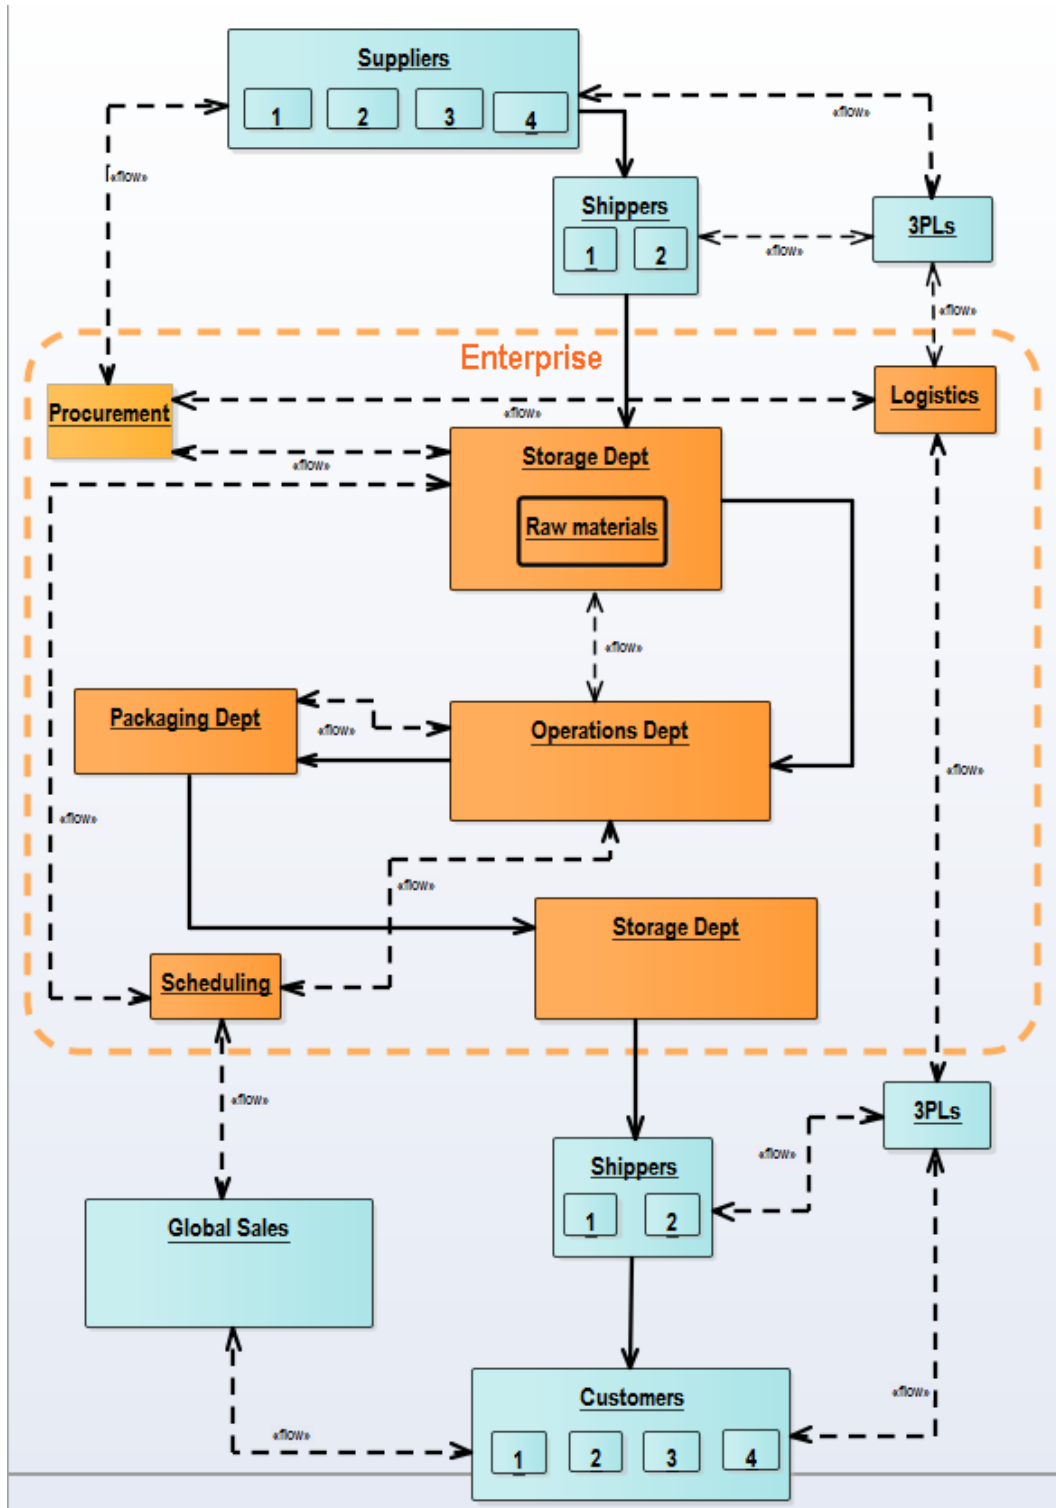 Suppliers
1 2 3 4
«flow»
«flow»
Shippers
1 2
3PLs
«flow»
«flow»
Enterprise
Procurement
Logistics
«flow»
Storage Dept
«flow»
Raw materials
«flow»
Packaging Dept
Operations Dept
«flow»
«flow»
«flow»
«flow»
Storage Dept
Scheduling
«flow»
3PLs
Shippers
«flow»
1 2
Global Sales
Customers
«flow»
«flow»
1 2 3 4